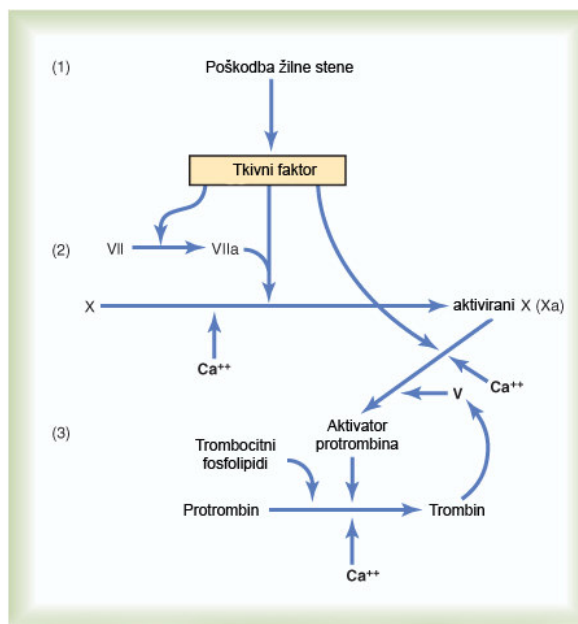 (1)
Poškodba žilne stene
Tkivni faktor
(2)
VII
VIIa
X
aktivirani X (Xa)
Ca++
Ca++
V
(3)
Aktivator
protrombina
Trombocitni
fosfolipidi
Protrombin
Trombin
Ca++